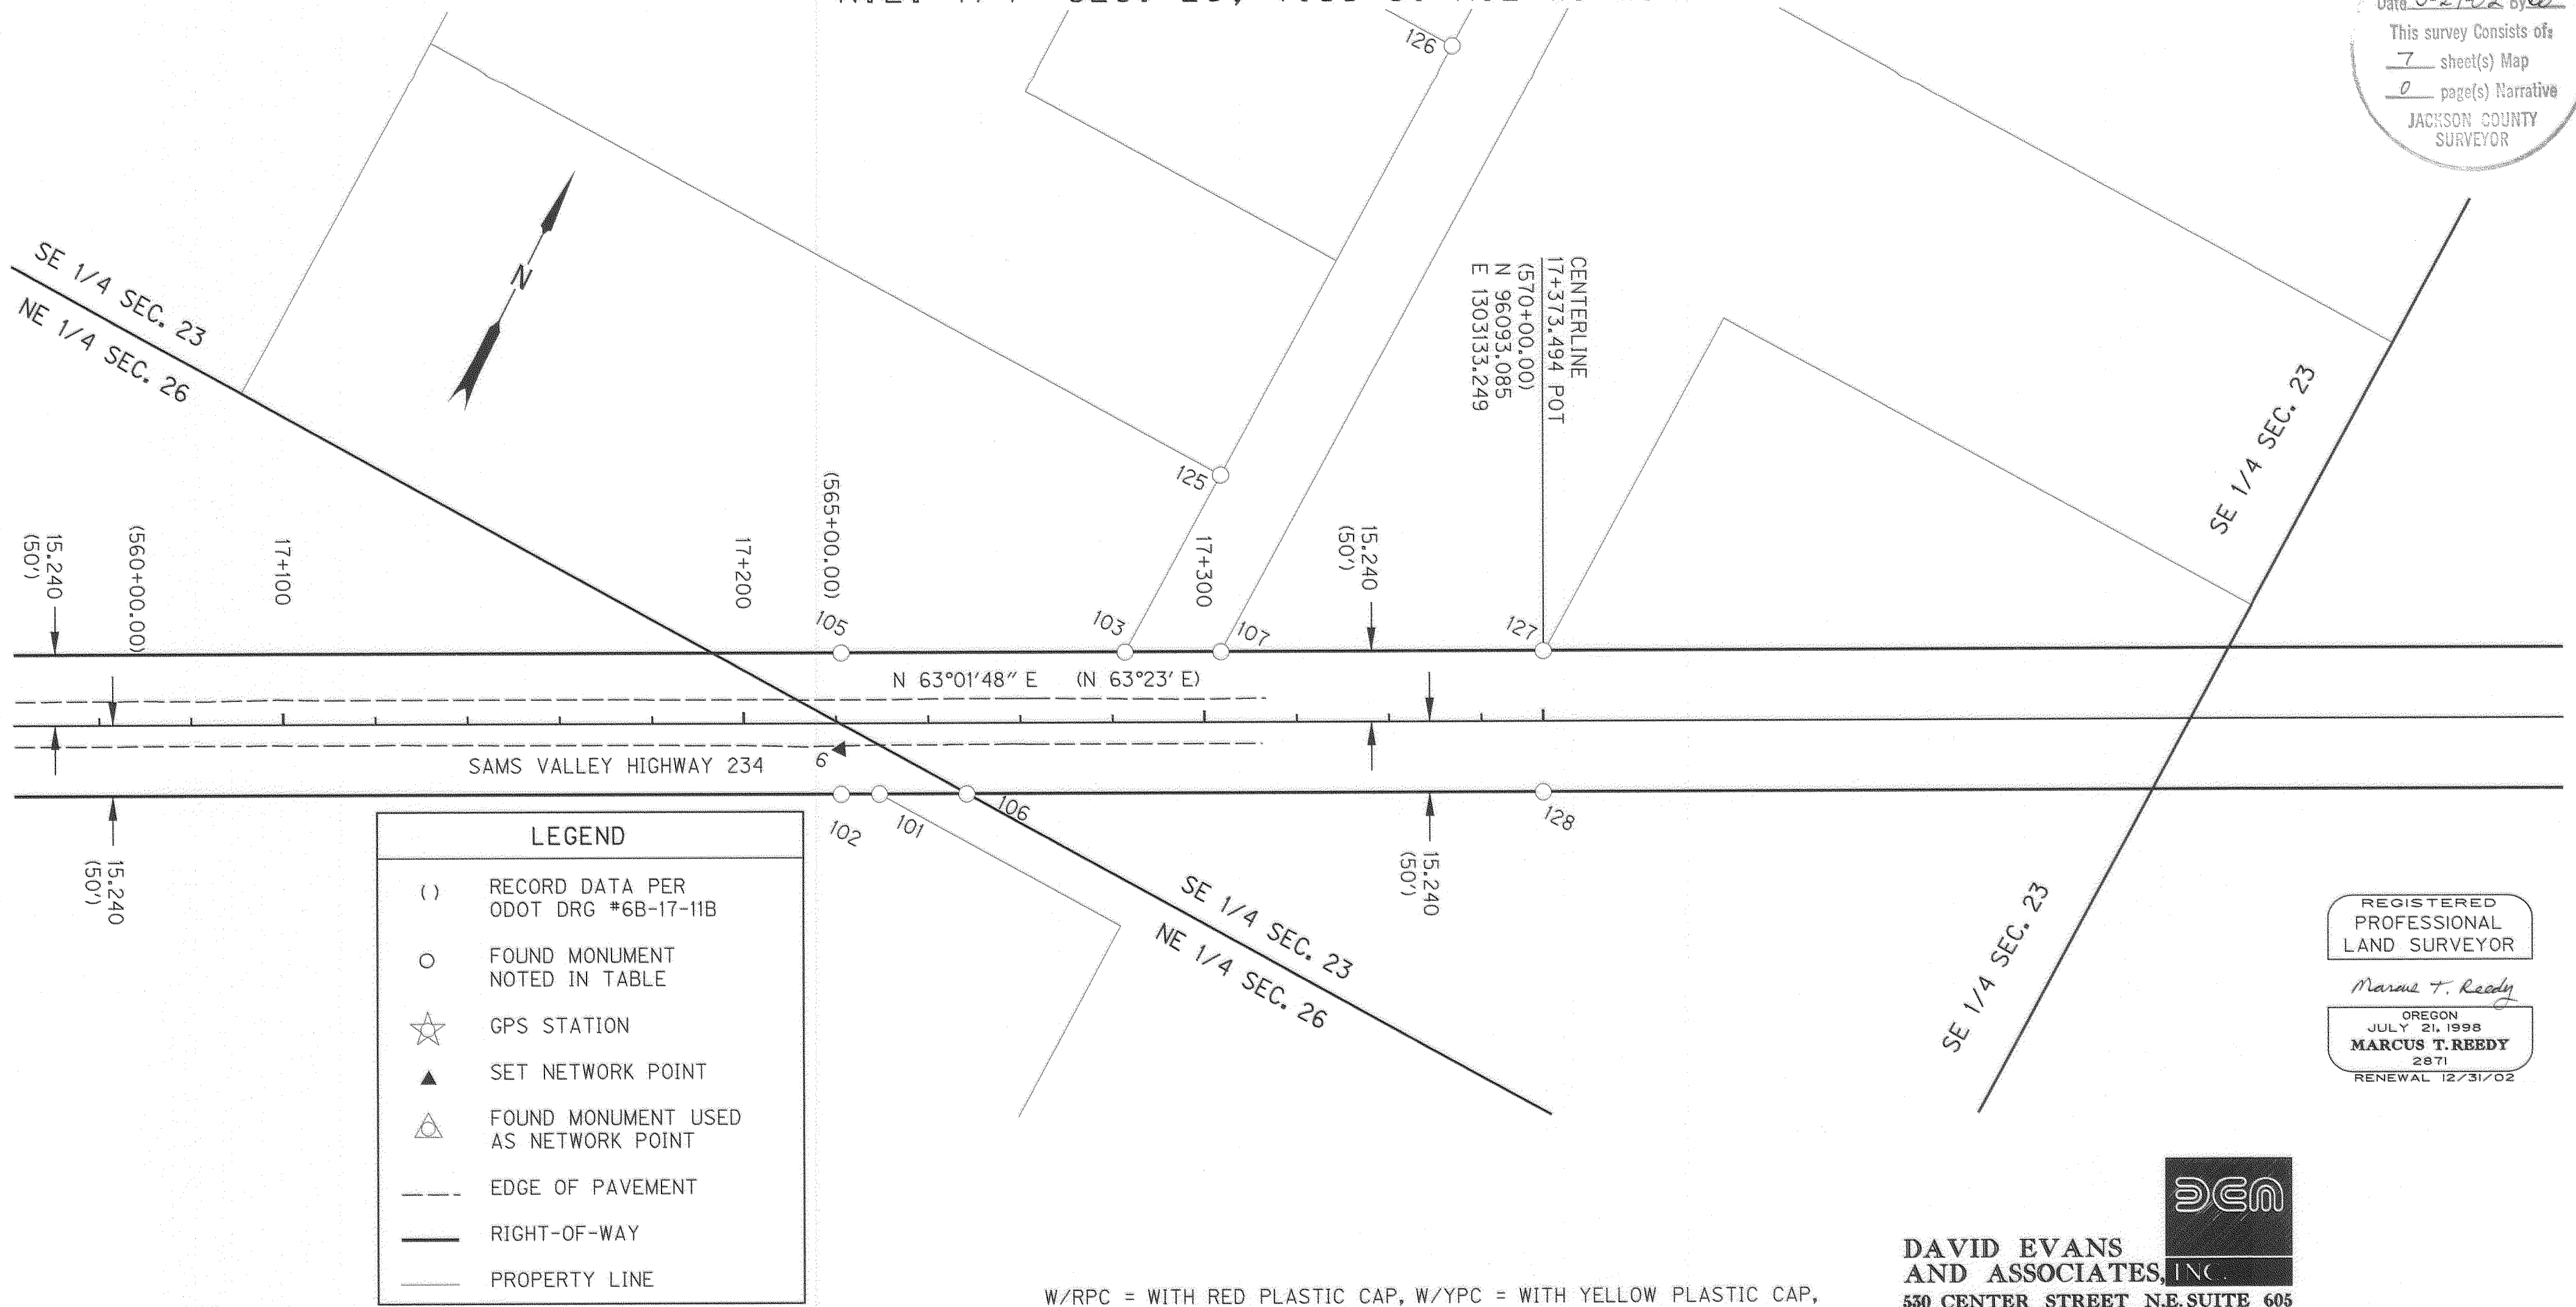 This survey Consists of:
7 sheet(s) Map
0 page(s) Narrative
JACKSON COUNTY
SURVEYOR
126
N
SE 1/4 SEC. 23
NE 1/4 SEC. 26
CENTERLINE
17+373.494 POT
(570+00.00)
N 96093.085
E 1303133.249
SE 1/4 SEC. 23
125
15.240
(50')
(560+00.00)
17+100
17+200
(565+00.00)
105
103
17+300
107
15.240
(50')
127
N 63°01'48" E (N 63°23' E)
SAMS VALLEY HIGHWAY 234
6
102
101
106
128
15.240
(50')
15.240
(50')
SE 1/4 SEC. 23
NE 1/4 SEC. 26
SE 1/4 SEC. 23
LEGEND
( ) RECORD DATA PER
ODOT DRG #6B-17-11B
FOUND MONUMENT
NOTED IN TABLE
GPS STATION
SET NETWORK POINT
FOUND MONUMENT USED
AS NETWORK POINT
EDGE OF PAVEMENT
RIGHT-OF-WAY
PROPERTY LINE
REGISTERED
PROFESSIONAL
LAND SURVEYOR
Marcus T. Reedy
OREGON
JULY 21, 1998
MARCUS T. REEDY
2871
RENEWAL 12/31/02
W/RPC = WITH RED PLASTIC CAP, W/YPC = WITH YELLOW PLASTIC CAP,
DEA
DAVID EVANS
AND ASSOCIATES, INC.
530 CENTER STREET N.E. SUITE 605